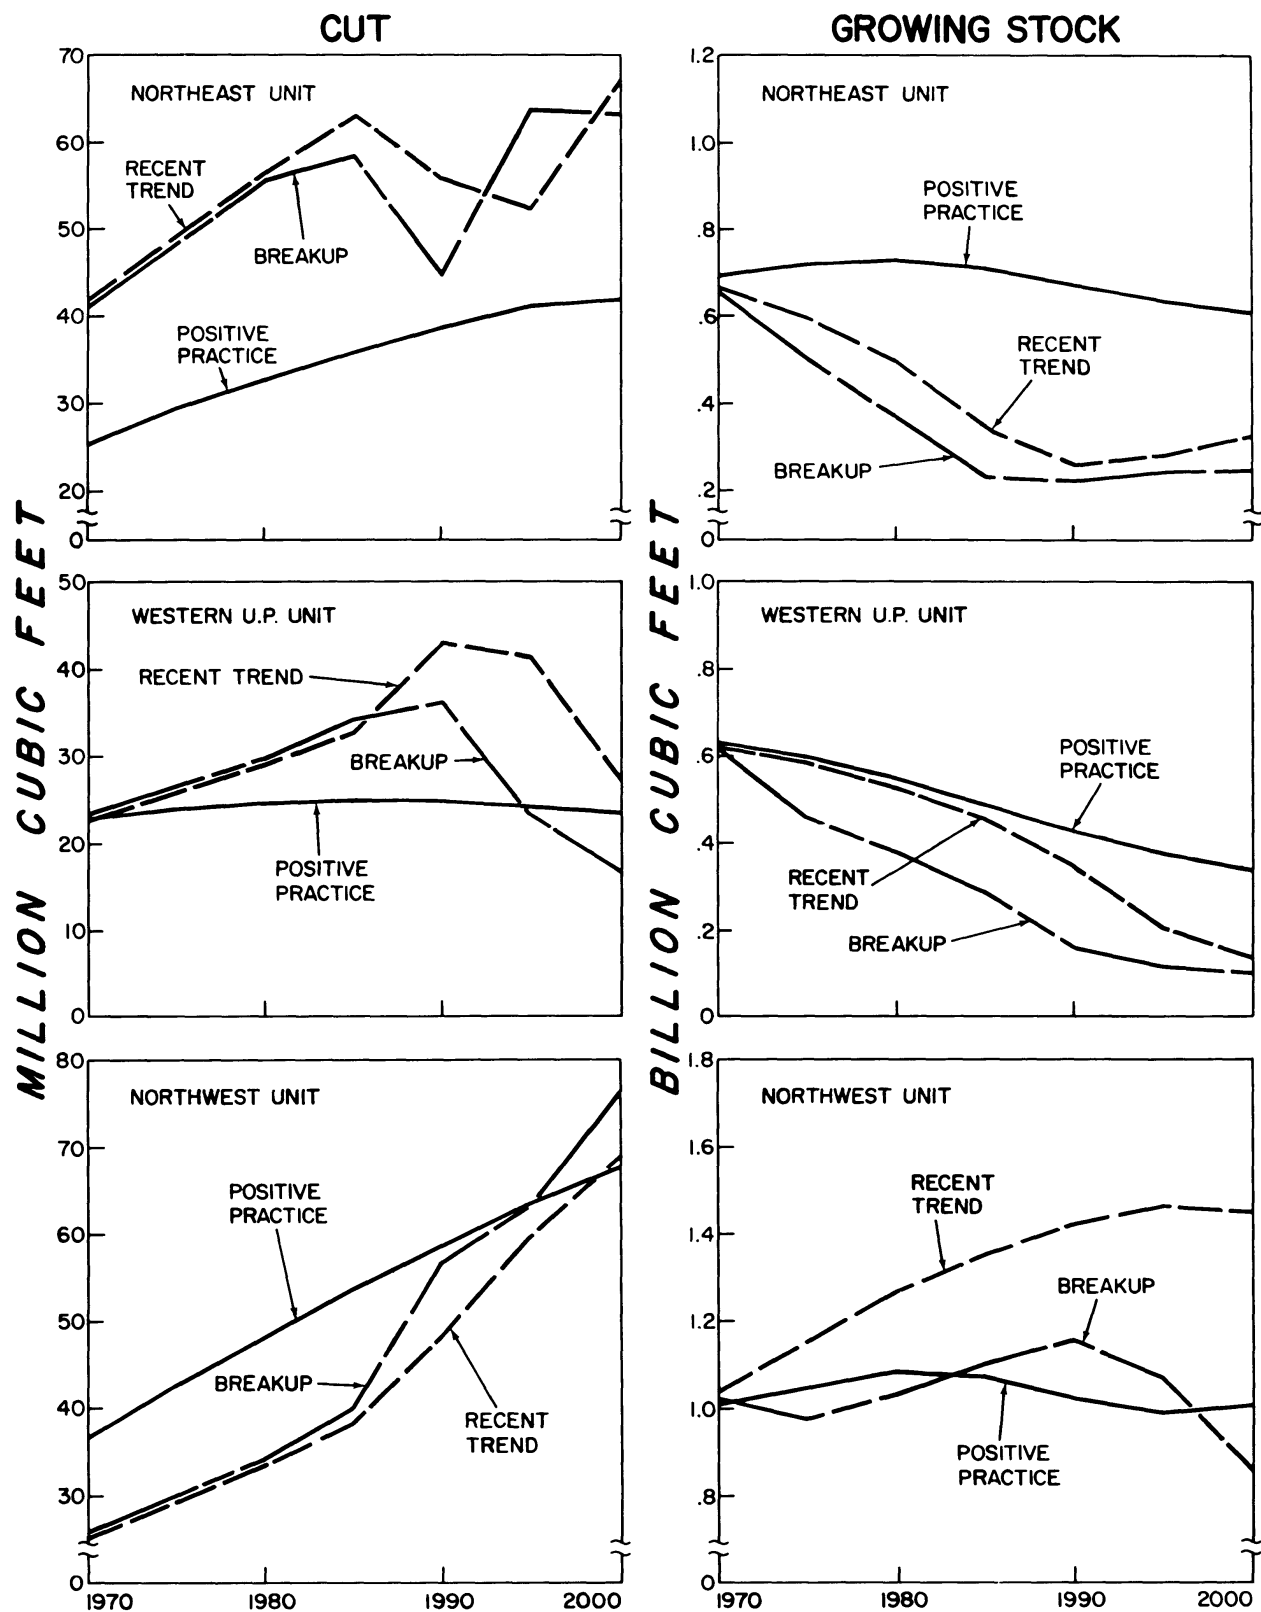 CUT
70
60
50
40
30
20
0
NORTHEAST UNIT
RECENT
TREND
BREAKUP
POSITIVE
PRACTICE
GROWING STOCK
1.2
1.0
.8
.6
.4
.2
0
NORTHEAST UNIT
POSITIVE
PRACTICE
RECENT
TREND
BREAKUP
MILLION CUBIC FEET
50
40
30
20
10
0
WESTERN U.P. UNIT
RECENT TREND
BREAKUP
POSITIVE
PRACTICE
BILLION CUBIC FEET
1.0
.8
.6
.4
.2
0
WESTERN U.P. UNIT
POSITIVE
PRACTICE
RECENT
TREND
BREAKUP
80
70
60
50
40
30
0
NORTHWEST UNIT
POSITIVE
PRACTICE
BREAKUP
RECENT
TREND
1970 1980 1990 2000
1.8
1.6
1.4
1.2
1.0
.8
0
NORTHWEST UNIT
RECENT
TREND
BREAKUP
POSITIVE
PRACTICE
1970 1980 1990 2000